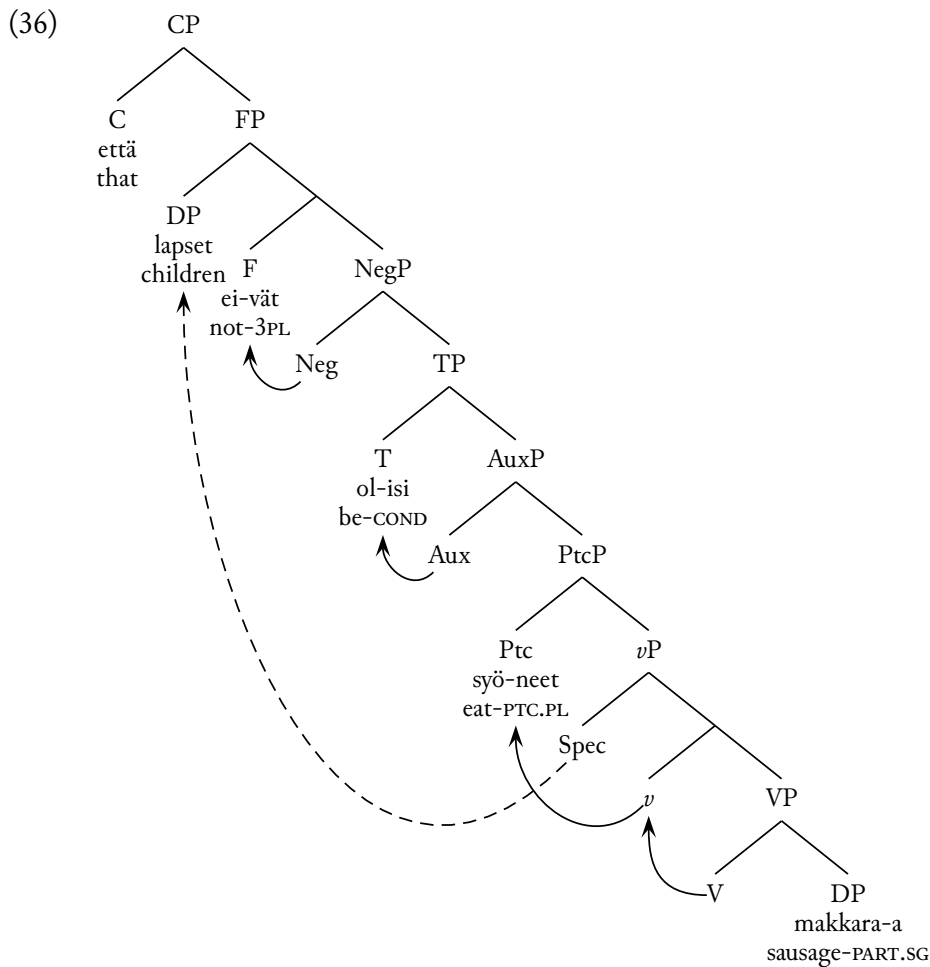 (36)
CP
C
että
that
FP
DP
lapset
children
F
ei-vät
not-3PL
NegP
Neg
TP
T
ol-isi
be-COND
AuxP
Aux
PtcP
Ptc
syö-neet
eat-PTC.PL
vP
Spec
v
VP
V
DP
makkara-a
sausage-PART.SG